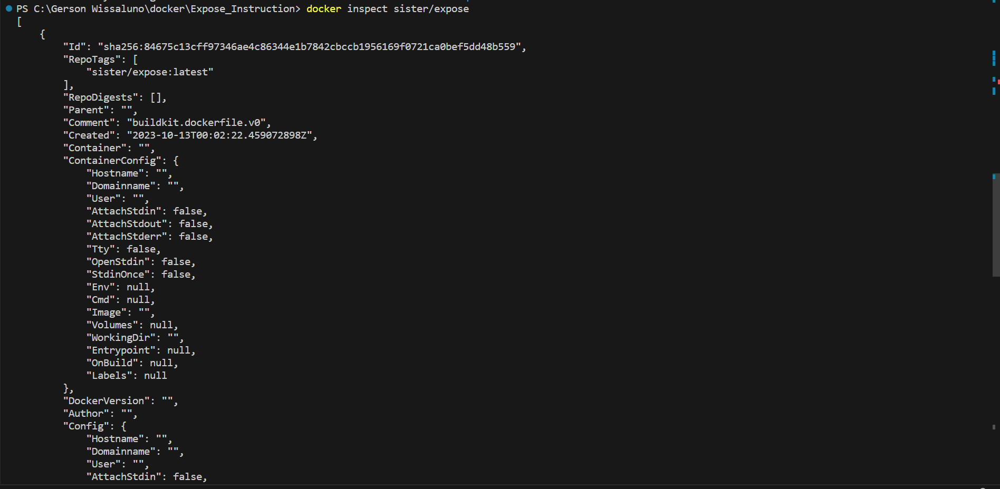 PS C:\Gerson Wissaluno\docker\Expose_Instruction> docker inspect sister/expose
[
    {
        "Id": "sha256:84675c13cff97346ae4c86344e1b7842cbccb1956169f0721ca0bef5dd48b559",
        "RepoTags": [
            "sister/expose:latest"
        ],
        "RepoDigests": [],
        "Parent": "",
        "Comment": "buildkit.dockerfile.v0",
        "Created": "2023-10-13T00:02:22.459072898Z",
        "Container": "",
        "ContainerConfig": {
            "Hostname": "",
            "Domainname": "",
            "User": "",
            "AttachStdin": false,
            "AttachStdout": false,
            "AttachStderr": false,
            "Tty": false,
            "OpenStdin": false,
            "StdinOnce": false,
            "Env": null,
            "Cmd": null,
            "Image": "",
            "Volumes": null,
            "WorkingDir": "",
            "Entrypoint": null,
            "OnBuild": null,
            "Labels": null
        },
        "DockerVersion": "",
        "Author": "",
        "Config": {
            "Hostname": "",
            "Domainname": "",
            "User": "",
            "AttachStdin": false,